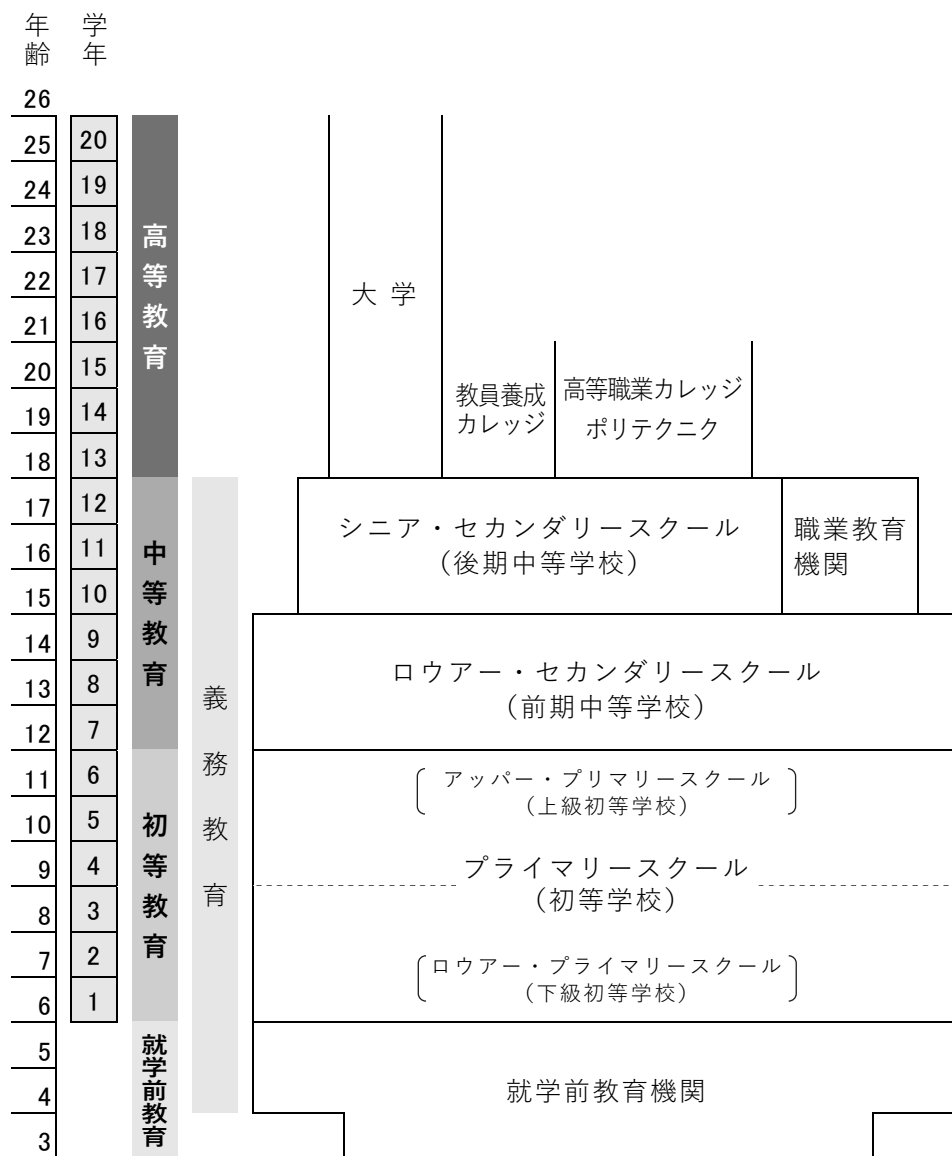 年齢
学年
26
25 20
24 19
23 18
22 17
21 16
20 15
19 14
18 13
17 12
16 11
15 10
14 9
13 8
12 7
11 6
10 5
9 4
8 3
7 2
6 1
5
4
3
高等教育
中等教育
初等教育
就学前教育
義務教育
大学
教員養成
カレッジ
高等職業カレッジ
ポリテクニク
シニア・セカンダリースクール
(後期中等学校)
職業教育
機関
ロウアー・セカンダリースクール
(前期中等学校)
アッパー・プリマリースクール
(上級初等学校)
プライマリースクール
(初等学校)
ロウアー・プライマリースクール
(下級初等学校)
就学前教育機関